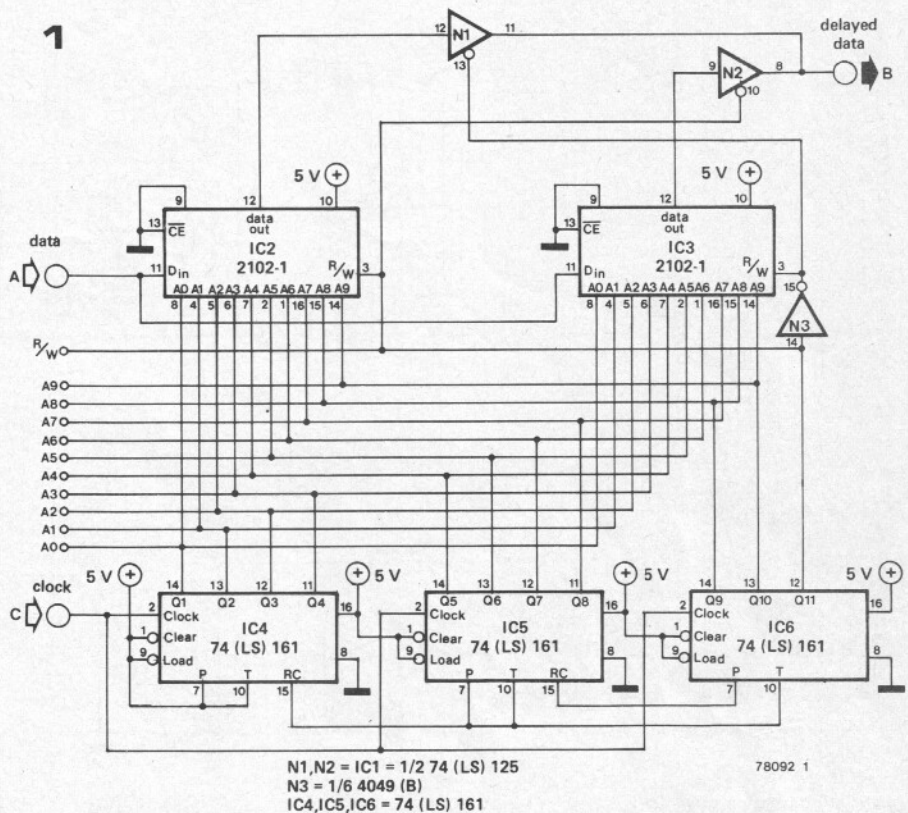 1
12 N1 11
13
delayed
data
9 N2 8
10
B
5 V
9 12 10
13 CE data
out
IC2
2102-1
11 Din R/W 3
A0 A1 A2 A3 A4 A5 A6 A7 A8 A9
8 4 5 6 7 2 1 16 15 14
data
A
5 V
9 12 10
13 CE data
out
IC3
2102-1
11 Din R/W 3
A0 A1 A2 A3 A4 A5 A6 A7 A8 A9
8 4 5 6 7 2 1 16 15 14
15
N3
14
R/W
A9
A8
A7
A6
A5
A4
A3
A2
A1
A0
clock
C
5 V
14 13 12 11
Q1 Q2 Q3 Q4
2 Clock 16
IC4
1 Clear 74 (LS) 161
9 Load 8
P T RC
7 10 15
5 V
14 13 12 11
Q5 Q6 Q7 Q8
2 Clock 16
IC5
1 Clear 74 (LS) 161
9 Load 8
P T RC
7 10 15
5 V
14 13 12
Q9 Q10 Q11
2 Clock 16
IC6
1 Clear 74 (LS) 161
9 Load 8
P T
7 10
5 V
N1,N2 = IC1 = 1/2 74 (LS) 125
N3 = 1/6 4049 (B)
IC4,IC5,IC6 = 74 (LS) 161
78092 1